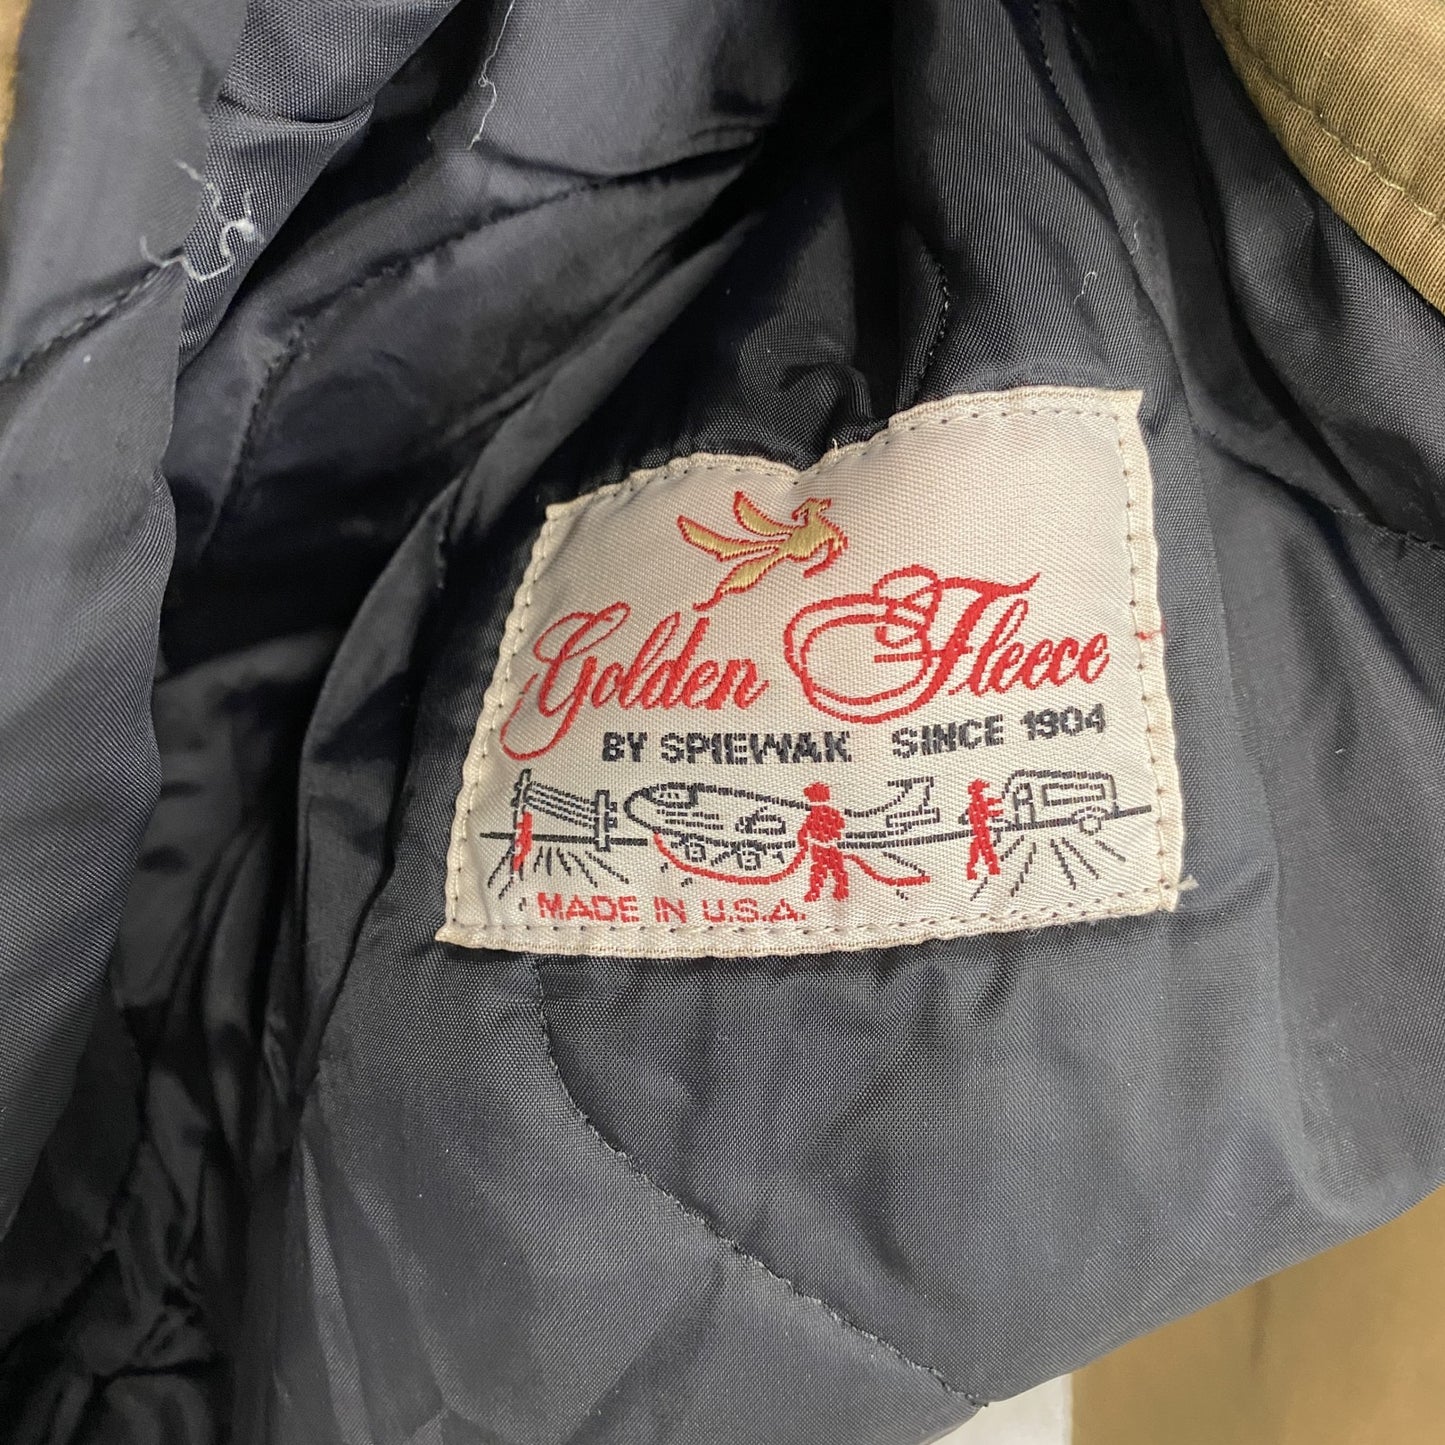 Golden Fleece
BY SPIEWAK SINCE 1904
MADE IN U.S.A.